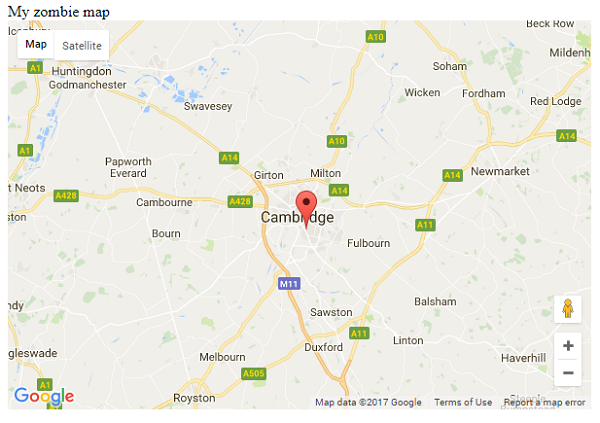 My zombie map
Beck Row
A10
Map
Satellite
Mildenh
A1
Huntingdon
Soham
Godmanchester
Wicken
Fordham
Red Lodge
Swavesey
A14
A10
A1
A14
Papworth
Everard
Girton
Milton
Newmarket
A14
A14
t Neots
A428
Cambourne
A428
ston
Cambridge
A11
Bourn
Fulbourn
M11
Balsham
ndy
Sawston
A11
Linton
Duxford
gleswade
Melbourn
Haverhill
A505
A1
Royston
Google
Map data ©2017 Google
Terms of Use
Report a map error